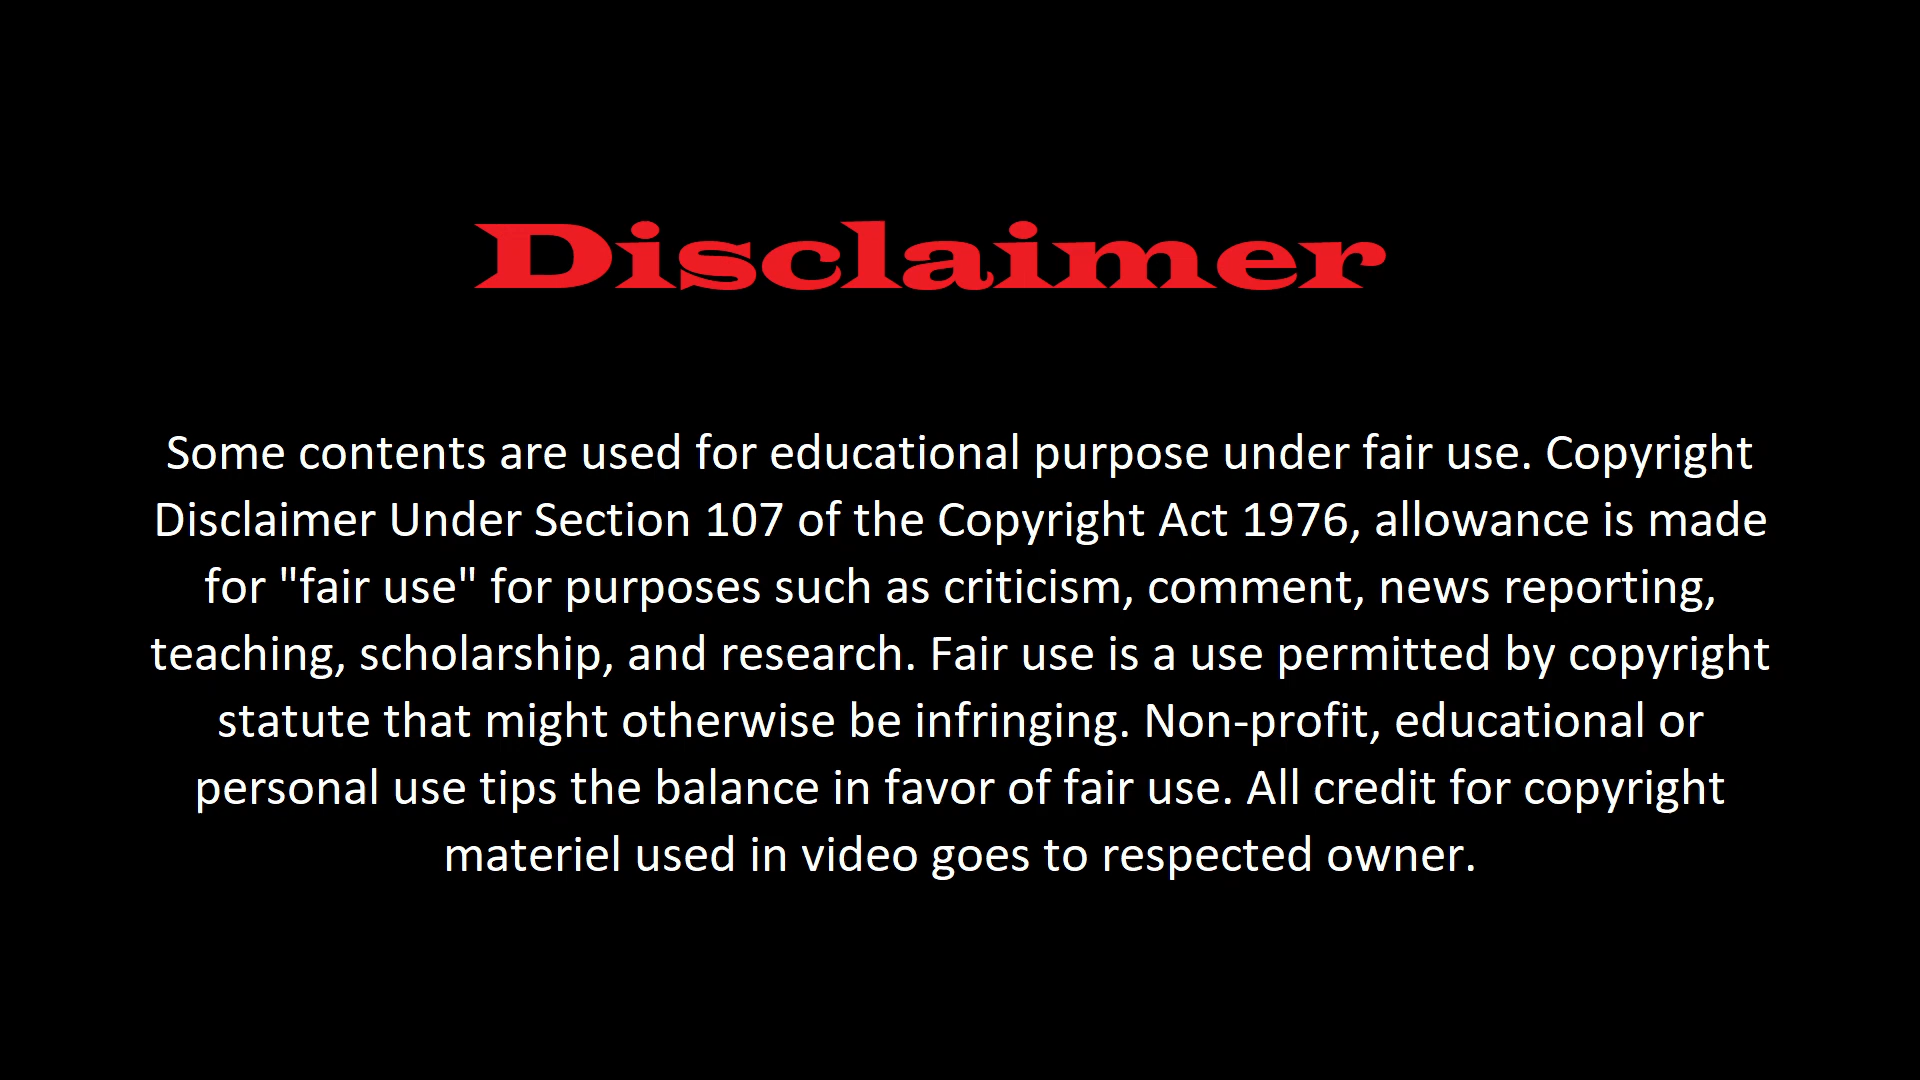 Disclaimer
Some contents are used for educational purpose under fair use. Copyright
Disclaimer Under Section 107 of the Copyright Act 1976, allowance is made
for "fair use" for purposes such as criticism, comment, news reporting,
teaching, scholarship, and research. Fair use is a use permitted by copyright
statute that might otherwise be infringing. Non-profit, educational or
personal use tips the balance in favor of fair use. All credit for copyright
materiel used in video goes to respected owner.